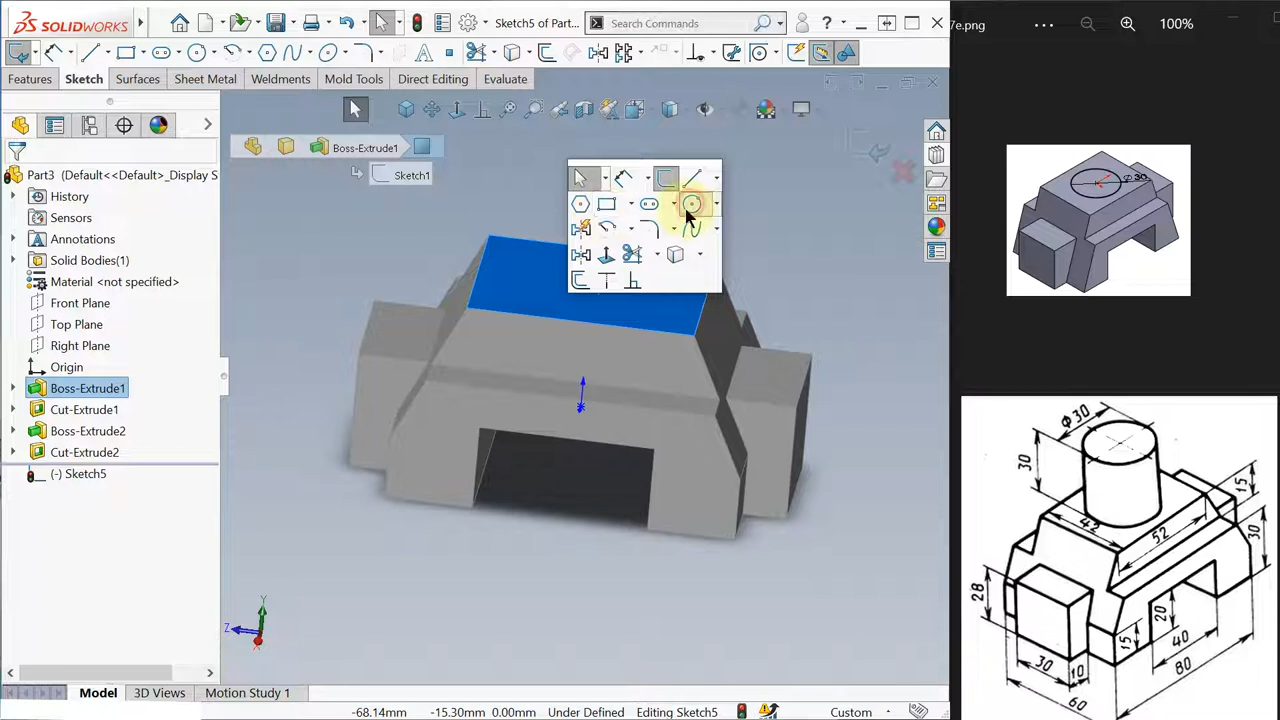 SOLIDWORKS
Sketch5 of Part...
Search Commands
?
7e.png
100%
Features
Sketch
Surfaces
Sheet Metal
Weldments
Mold Tools
Direct Editing
Evaluate
Boss-Extrude1
Sketch1
Part3 (Default<<Default>_Display S
History
Sensors
Annotations
Solid Bodies(1)
Material <not specified>
Front Plane
Top Plane
Right Plane
Origin
Boss-Extrude1
Cut-Extrude1
Boss-Extrude2
Cut-Extrude2
(-) Sketch5
Y
Z
Ø30
30
42
52
15
30
28
20
15
40
30
10
80
60
Model
3D Views
Motion Study 1
-68.14mm
-15.30mm
0.00mm
Under Defined
Editing Sketch5
Custom